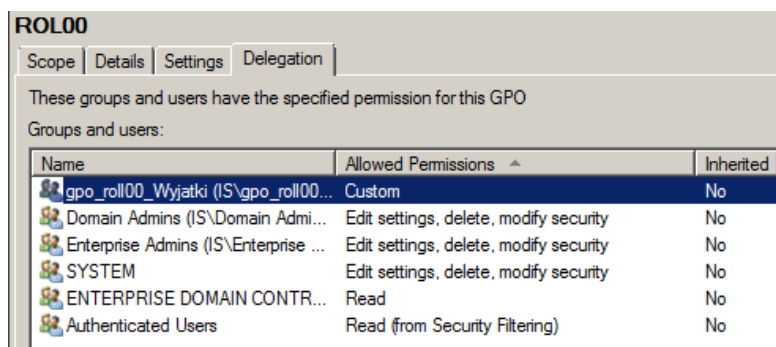 ROL00
Scope Details Settings Delegation
These groups and users have the specified permission for this GPO
Groups and users:
Name Allowed Permissions Inherited
gpo_roll00_Wyjatki (IS\gpo_roll00... Custom No
Domain Admins (IS\Domain Admi... Edit settings, delete, modify security No
Enterprise Admins (IS\Enterprise ... Edit settings, delete, modify security No
SYSTEM Edit settings, delete, modify security No
ENTERPRISE DOMAIN CONTR... Read No
Authenticated Users Read (from Security Filtering) No